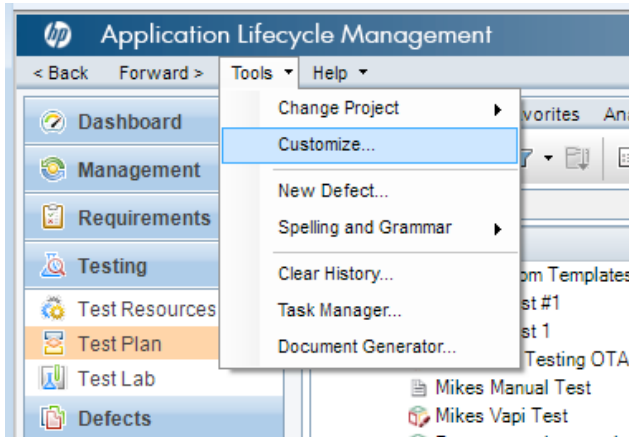 hp Application Lifecycle Management
< Back Forward > Tools Help
Change Project
Customize...
New Defect...
Spelling and Grammar
Clear History...
Task Manager...
Document Generator...
Dashboard
Management
Requirements
Testing
Test Resources
Test Plan
Test Lab
Defects
Templates
st #1
st 1
Testing OTA
Mikes Manual Test
Mikes Vapi Test